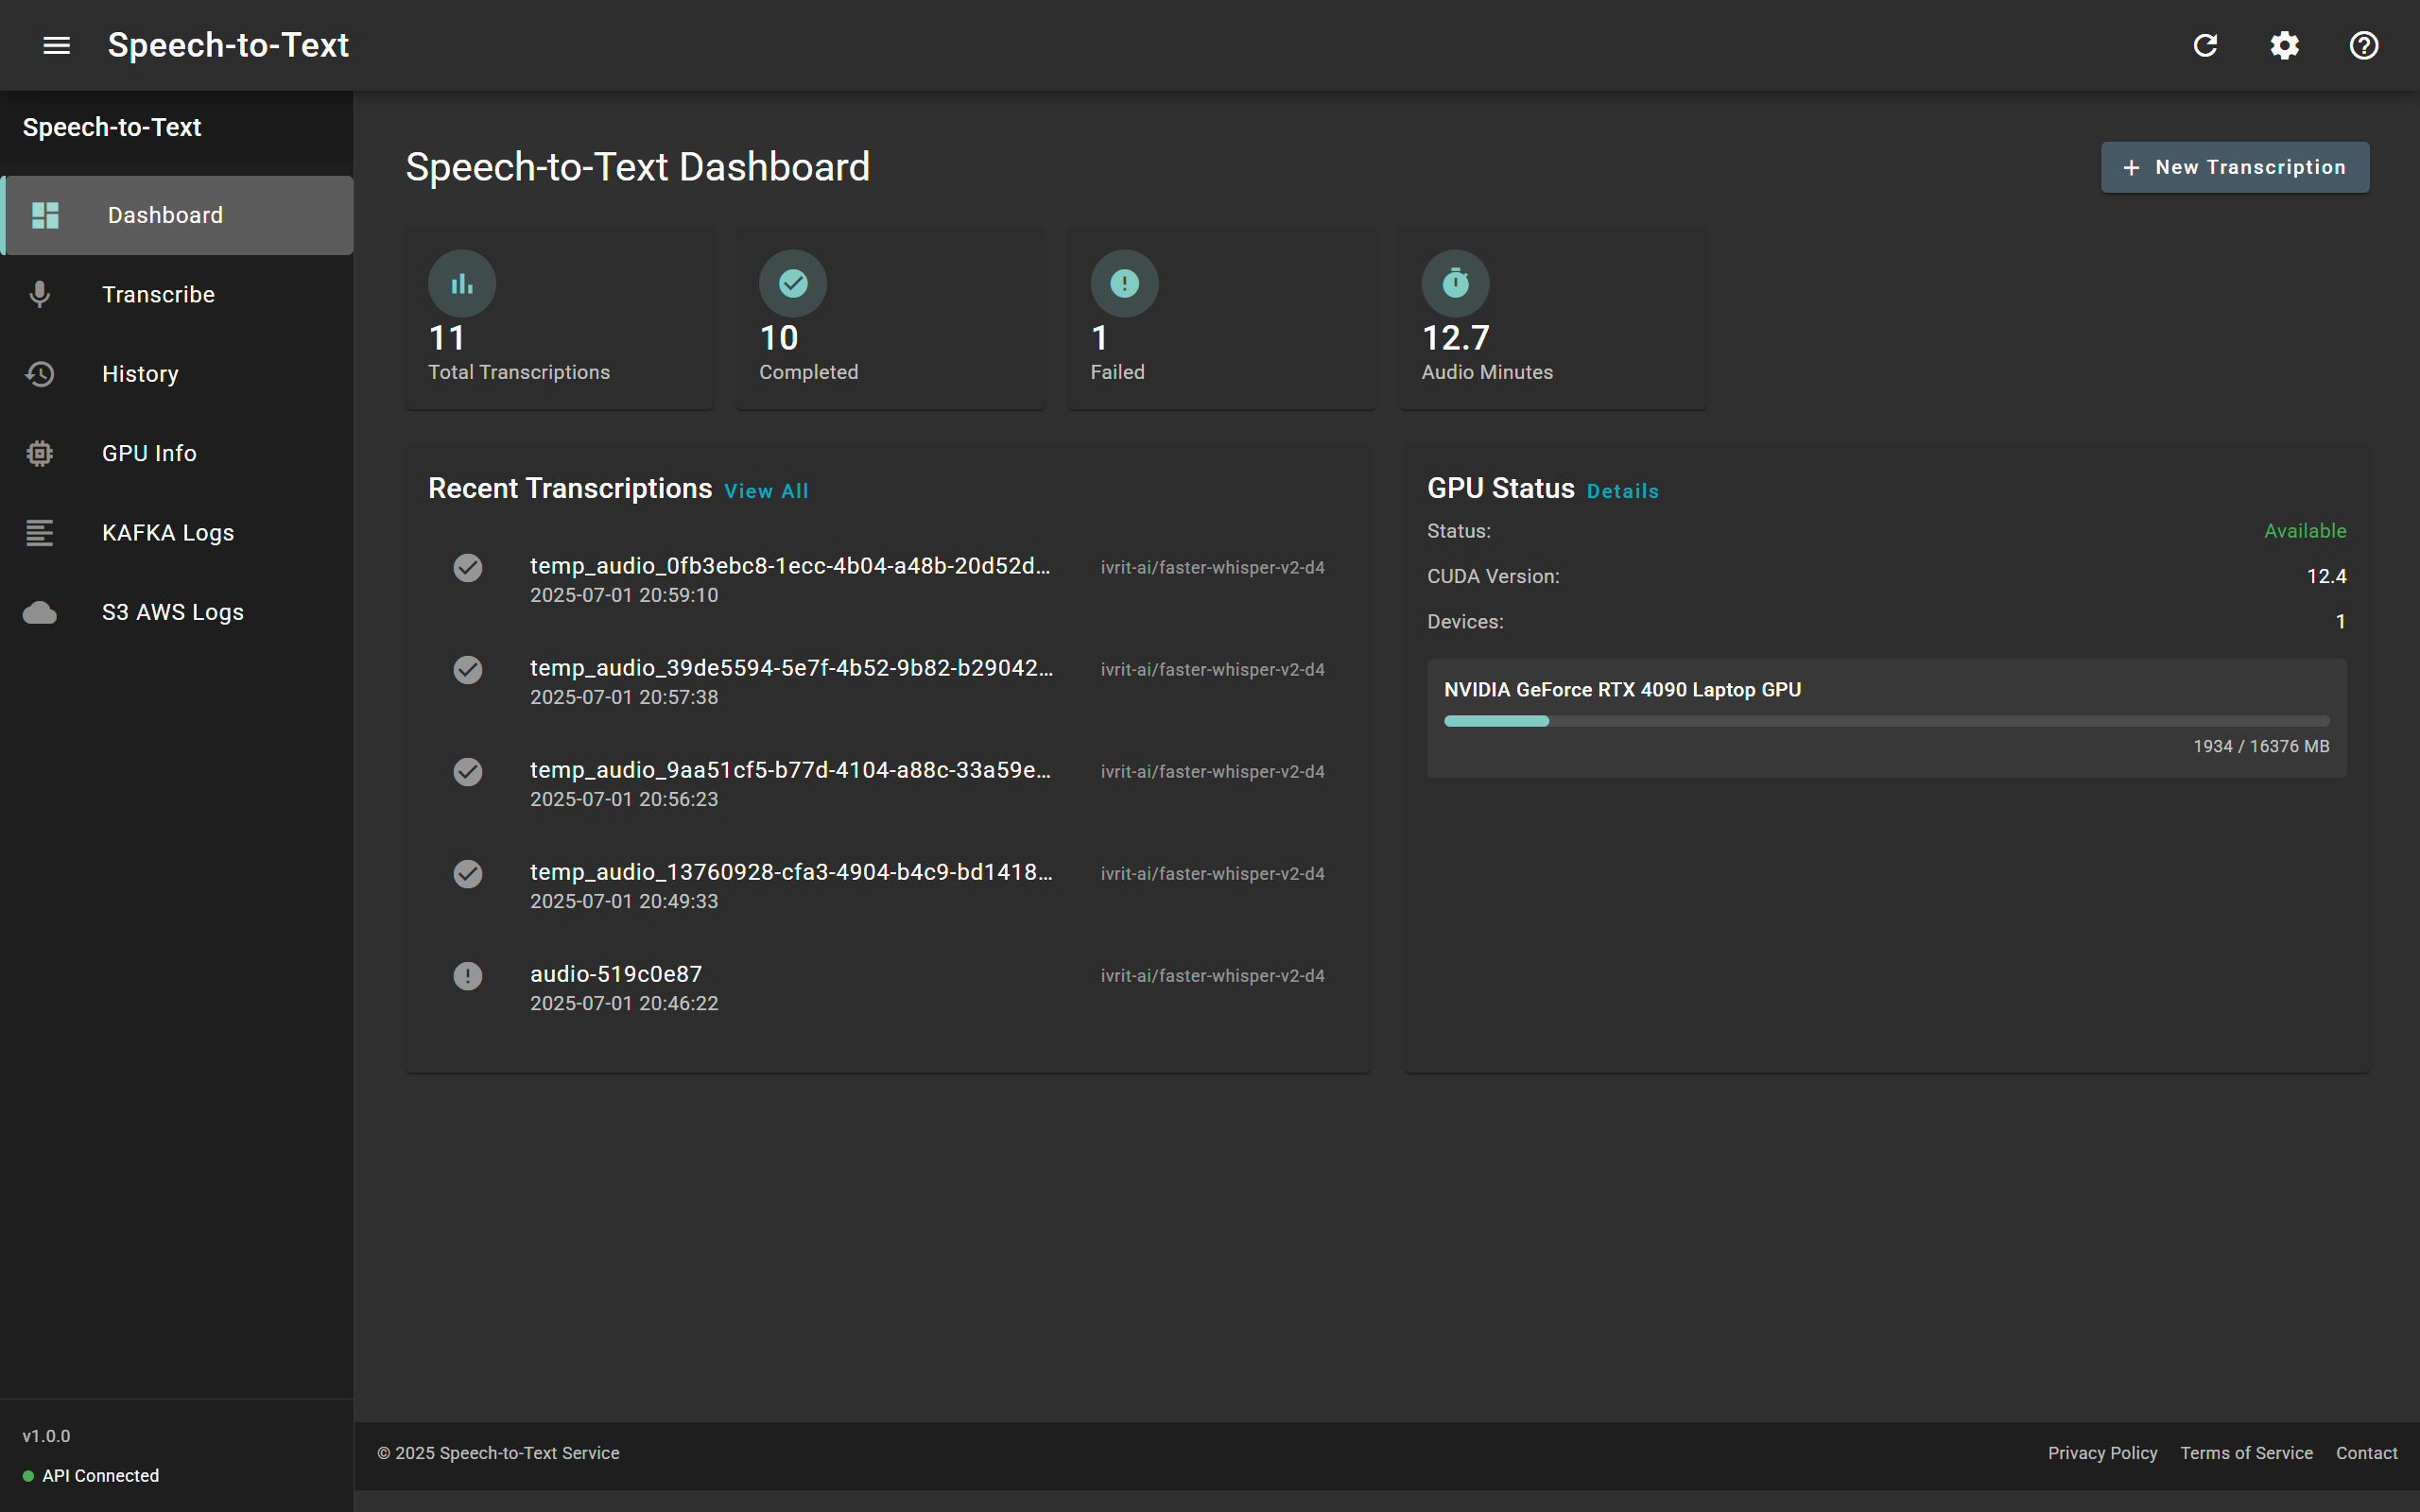 Speech-to-Text
Speech-to-Text
Dashboard
Transcribe
History
GPU Info
KAFKA Logs
S3 AWS Logs
v1.0.0
API Connected
Speech-to-Text Dashboard
+ New Transcription
11
Total Transcriptions
10
Completed
1
Failed
12.7
Audio Minutes
Recent Transcriptions View All
temp_audio_0fb3ebc8-1ecc-4b04-a48b-20d52d... ivrit-ai/faster-whisper-v2-d4
2025-07-01 20:59:10
temp_audio_39de5594-5e7f-4b52-9b82-b29042... ivrit-ai/faster-whisper-v2-d4
2025-07-01 20:57:38
temp_audio_9aa51cf5-b77d-4104-a88c-33a59e... ivrit-ai/faster-whisper-v2-d4
2025-07-01 20:56:23
temp_audio_13760928-cfa3-4904-b4c9-bd1418... ivrit-ai/faster-whisper-v2-d4
2025-07-01 20:49:33
audio-519c0e87 ivrit-ai/faster-whisper-v2-d4
2025-07-01 20:46:22
GPU Status Details
Status: Available
CUDA Version: 12.4
Devices: 1
NVIDIA GeForce RTX 4090 Laptop GPU
1934 / 16376 MB
© 2025 Speech-to-Text Service
Privacy Policy Terms of Service Contact